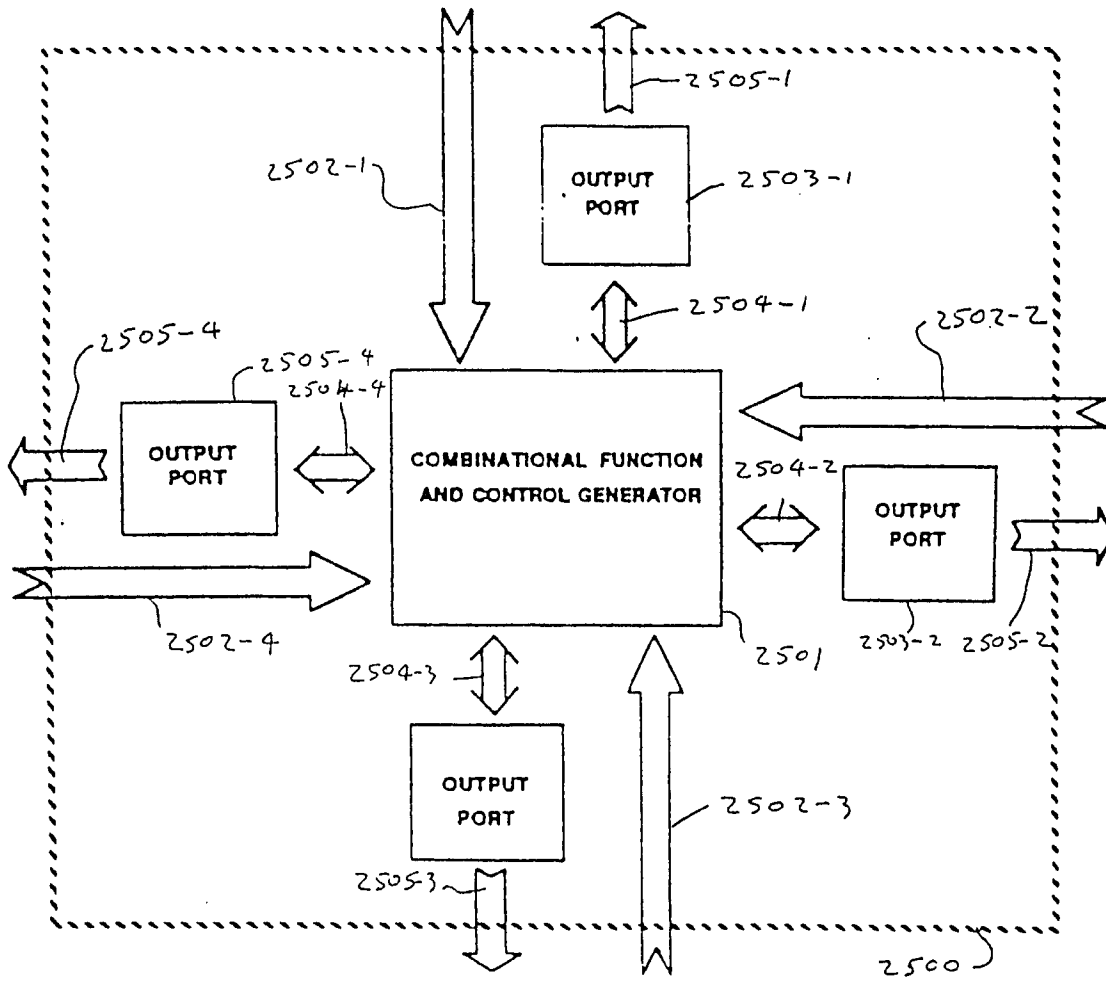 2505-1
2502-1
OUTPUT
PORT
2503-1
2504-1
2502-2
2505-4
2505-4
2504-4
OUTPUT
PORT
COMBINATIONAL FUNCTION
AND CONTROL GENERATOR
2504-2
OUTPUT
PORT
2502-4
2501
2503-2
2505-2
2504-3
OUTPUT
PORT
2502-3
2505-3
2500